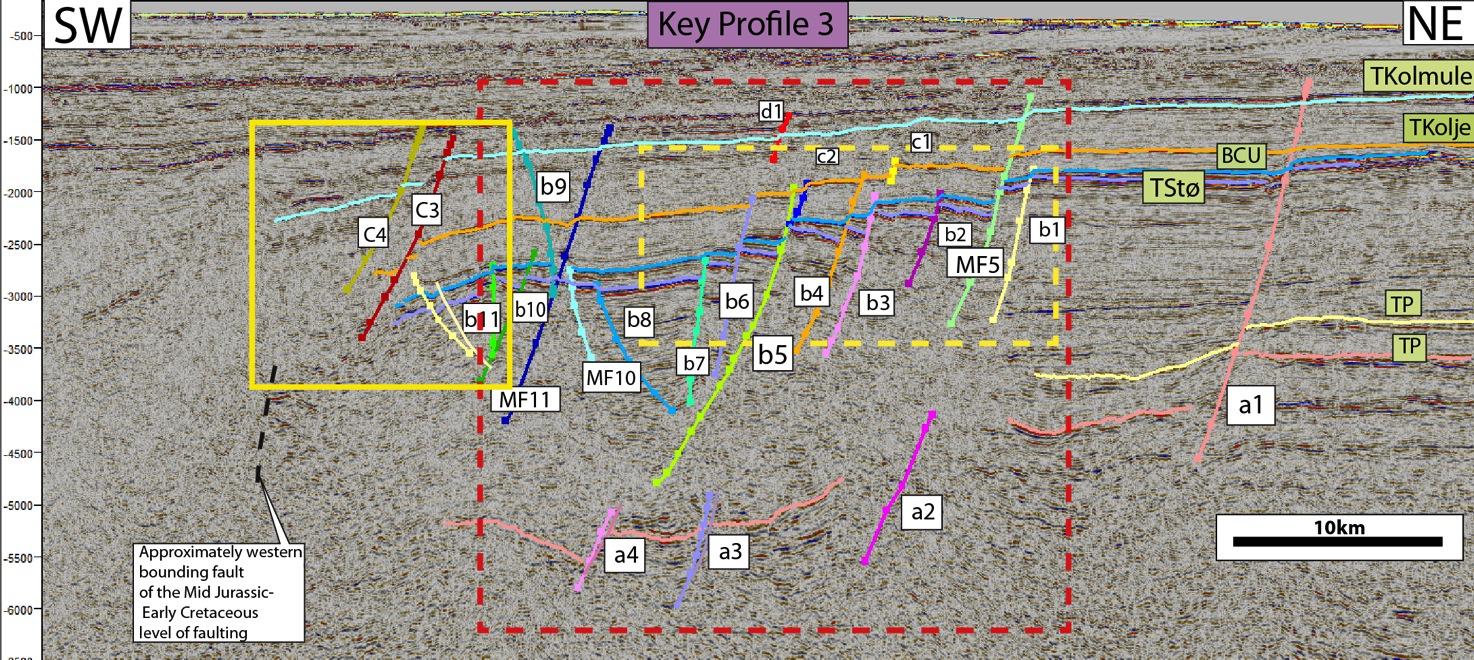 SW
Key Profile 3
NE
-500
-1000
-1500
-2000
-2500
-3000
-3500
-4000
-4500
-5000
-5500
-6000
TKolmule
TKolje
BCU
TStø
d1
c2
c1
b9
C3
C4
b2
b1
MF5
b6
b4
b3
b11
b10
b8
b7
b5
MF10
MF11
TP
TP
a1
a2
a3
a4
10km
Approximately western
bounding fault
of the Mid Jurassic-
Early Cretaceous
level of faulting